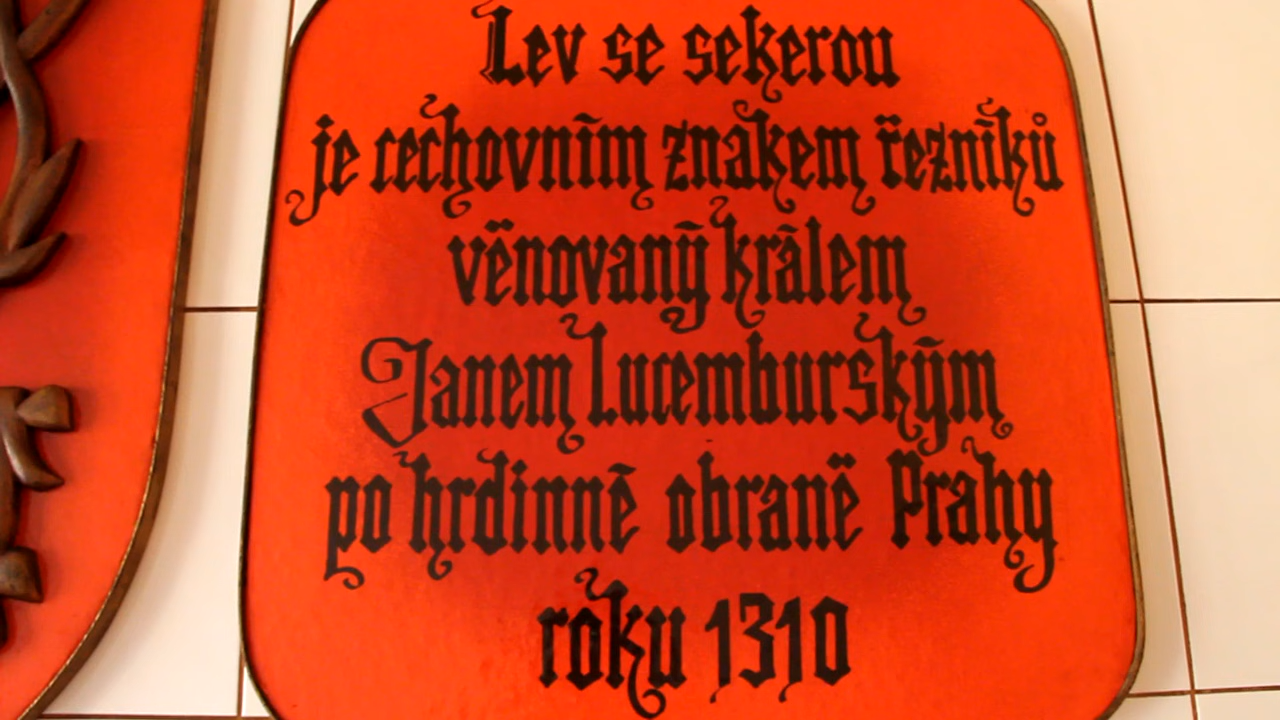 Lev se sekerou
je cechovním znakem řezníků
věnovaný králem
Janem Lucemburským
po hrdinné obraně Prahy
roku 1310